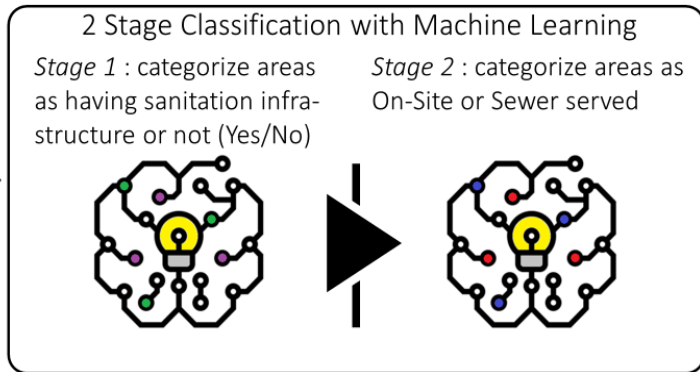 2 Stage Classification with Machine Learning
Stage 1 : categorize areas
as having sanitation infra-
structure or not (Yes/No)
Stage 2 : categorize areas as
On-Site or Sewer served